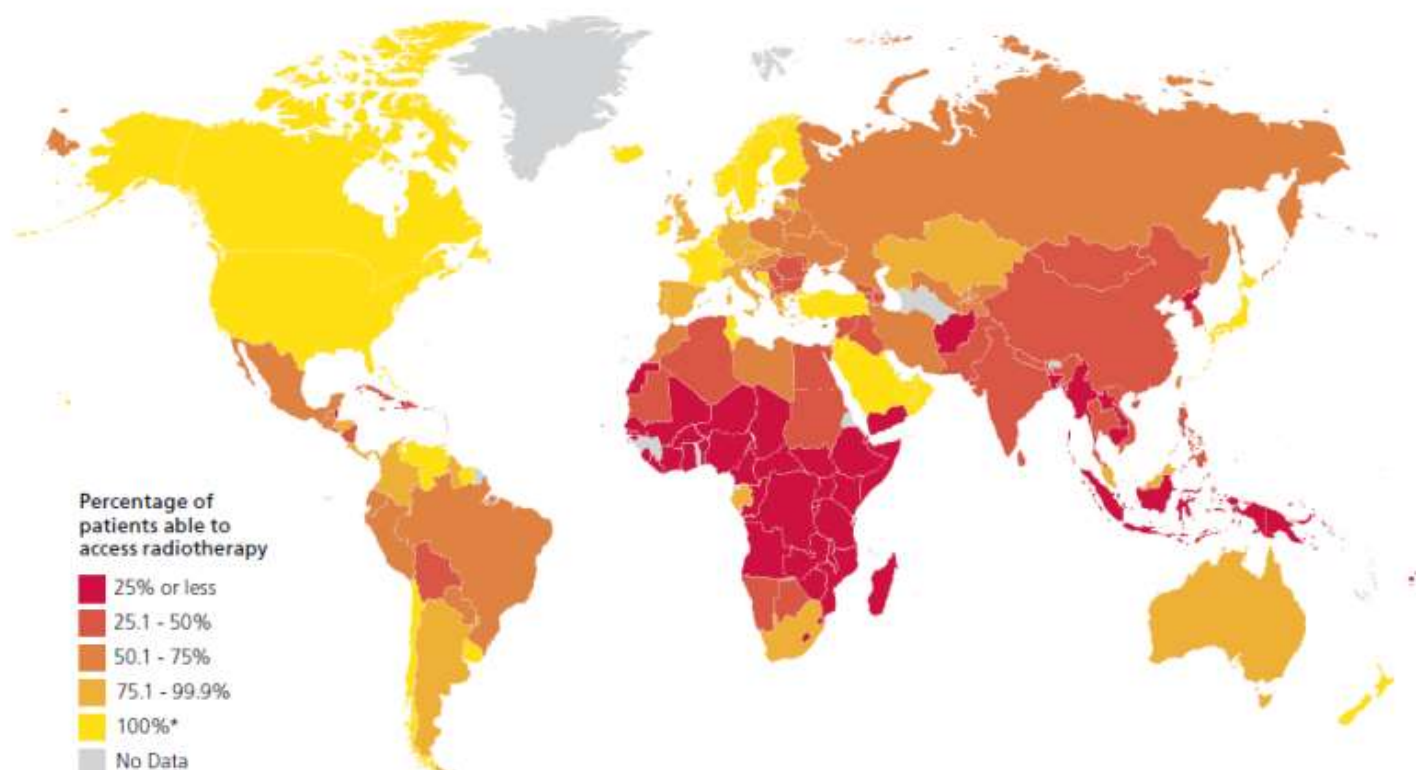 Percentage of
patients able to
access radiotherapy
25% or less
25.1 - 50%
50.1 - 75%
75.1 - 99.9%
100%*
No Data